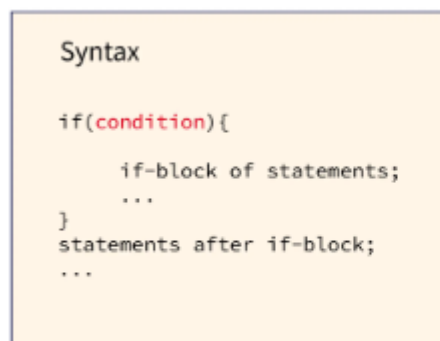 Syntax
if(condition){
if-block of statements;
...
}
statements after if-block;
...